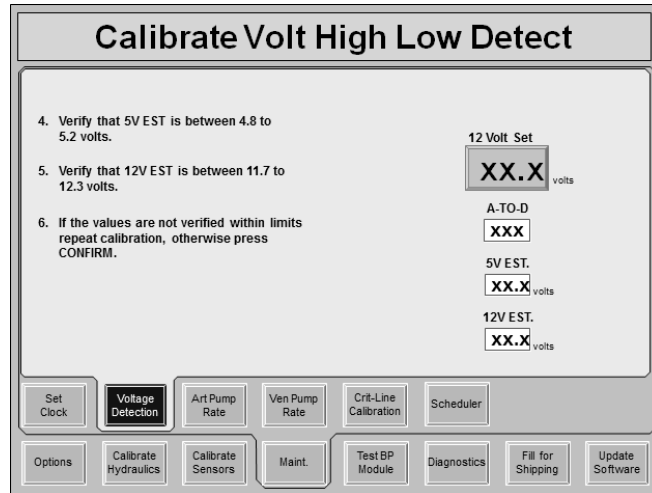 Calibrate Volt High Low Detect
4. Verify that 5V EST is between 4.8 to
5.2 volts.
5. Verify that 12V EST is between 11.7 to
12.3 volts.
6. If the values are not verified within limits
repeat calibration, otherwise press
CONFIRM.
12 Volt Set
XX.X volts
A-TO-D
XXX
5V EST.
XX.X volts
12V EST.
XX.X volts
Set
Clock
Voltage
Detection
Art Pump
Rate
Ven Pump
Rate
Crit-Line
Calibration
Scheduler
Options
Calibrate
Hydraulics
Calibrate
Sensors
Maint.
Test BP
Module
Diagnostics
Fill for
Shipping
Update
Software